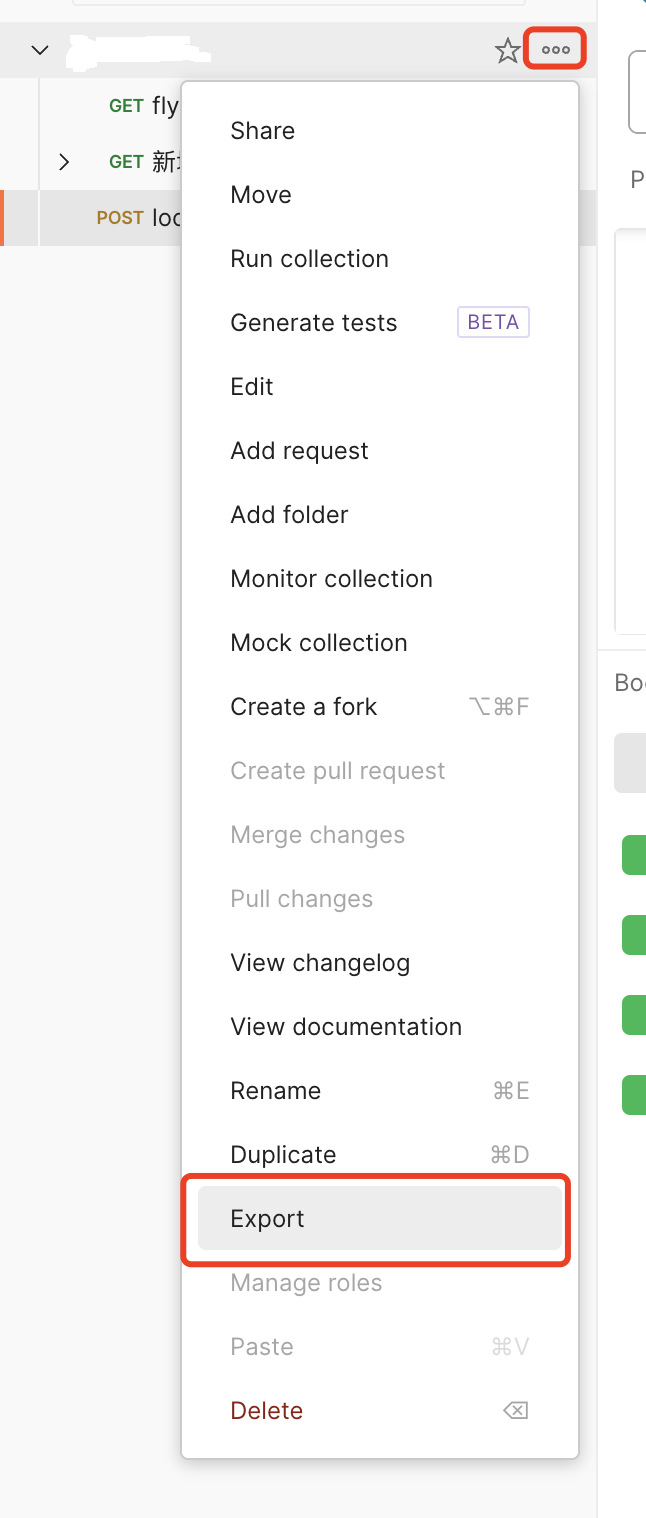 GET fly
Share
GET 新
Move
POST loc
Run collection
Generate tests BETA
Edit
Add request
Add folder
Monitor collection
Mock collection
Create a fork ⌥⌘F
Create pull request
Merge changes
Pull changes
View changelog
View documentation
Rename ⌘E
Duplicate ⌘D
Export
Manage roles
Paste ⌘V
Delete ⌫
P
Boo